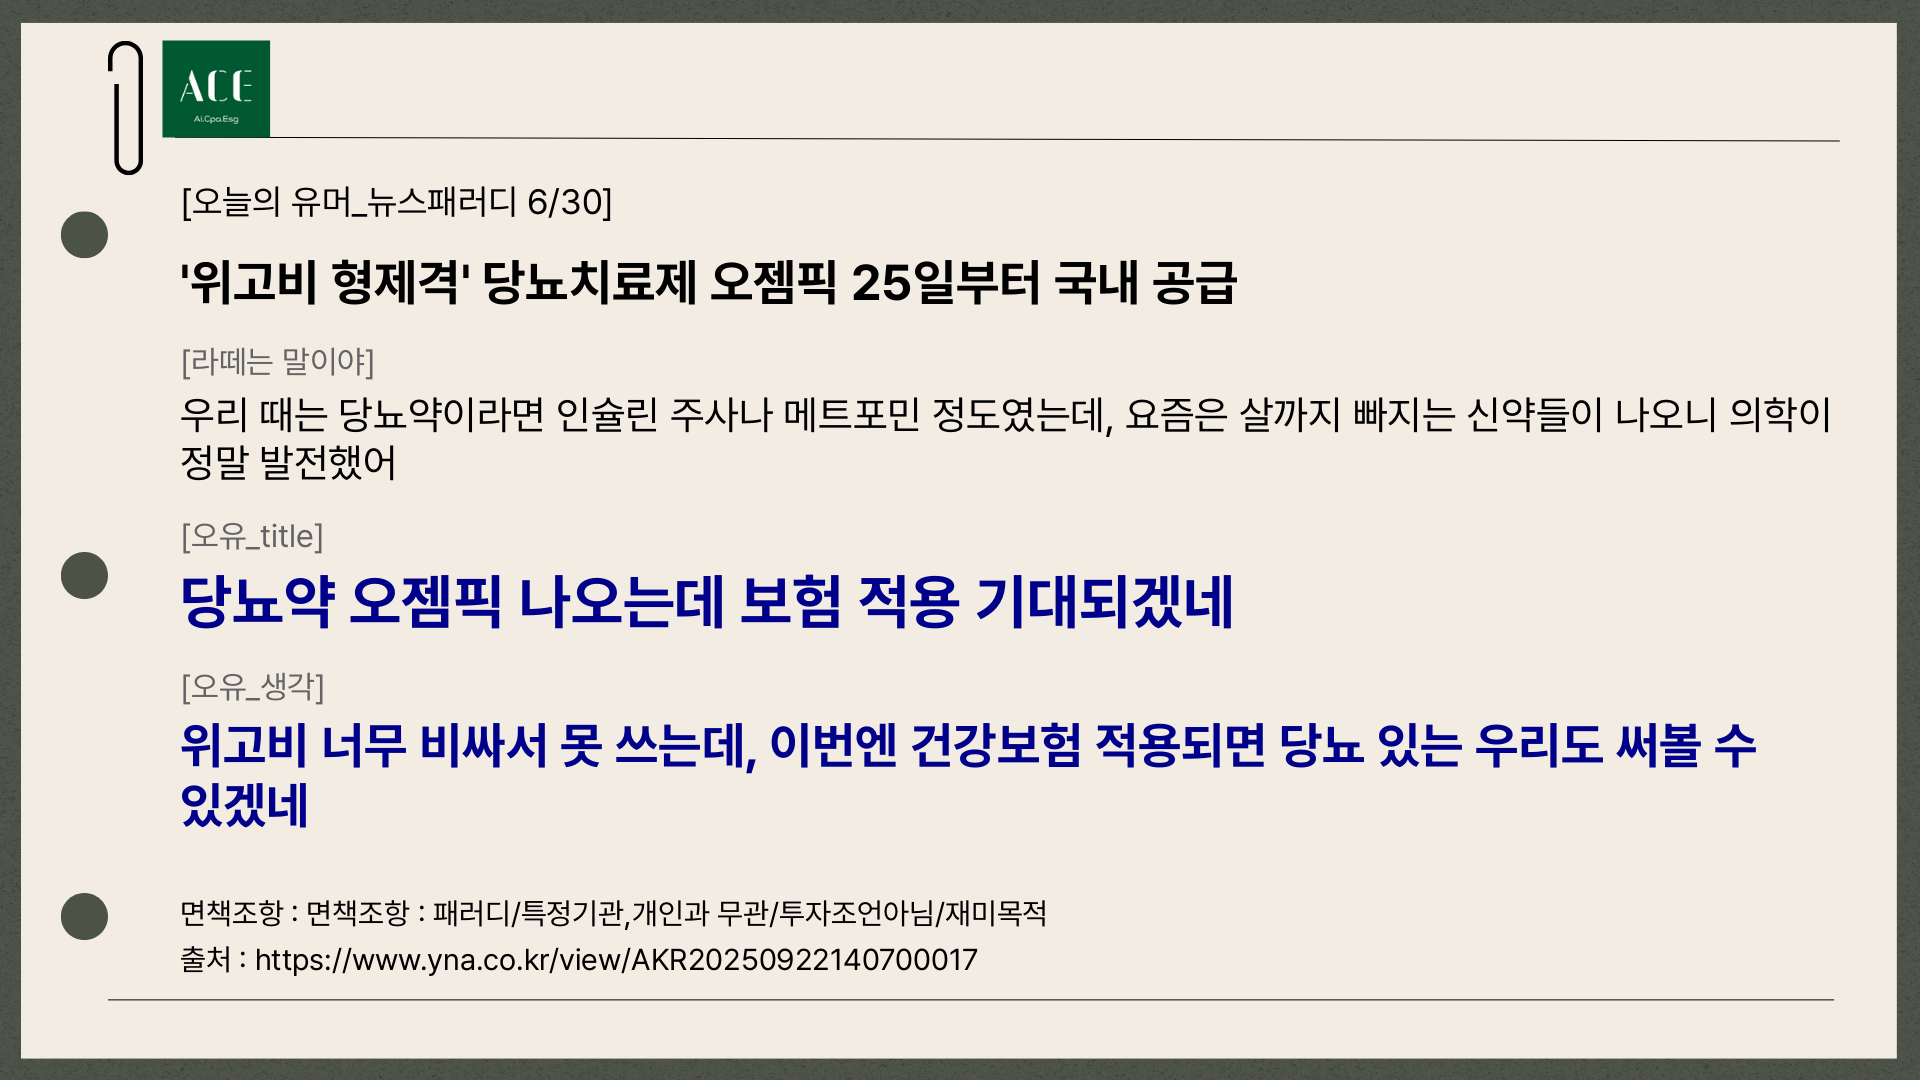 ACE
Ai.Cpa.Esg
[오늘의 유머_뉴스패러디 6/30]
'위고비 형제격' 당뇨치료제 오젬픽 25일부터 국내 공급
[라떼는 말이야]
우리 때는 당뇨약이라면 인슐린 주사나 메트포민 정도였는데, 요즘은 살까지 빠지는 신약들이 나오니 의학이
정말 발전했어
[오유_title]
당뇨약 오젬픽 나오는데 보험 적용 기대되겠네
[오유_생각]
위고비 너무 비싸서 못 쓰는데, 이번엔 건강보험 적용되면 당뇨 있는 우리도 써볼 수
있겠네
면책조항 : 면책조항 : 패러디/특정기관,개인과 무관/투자조언아님/재미목적
출처 : https://www.yna.co.kr/view/AKR20250922140700017